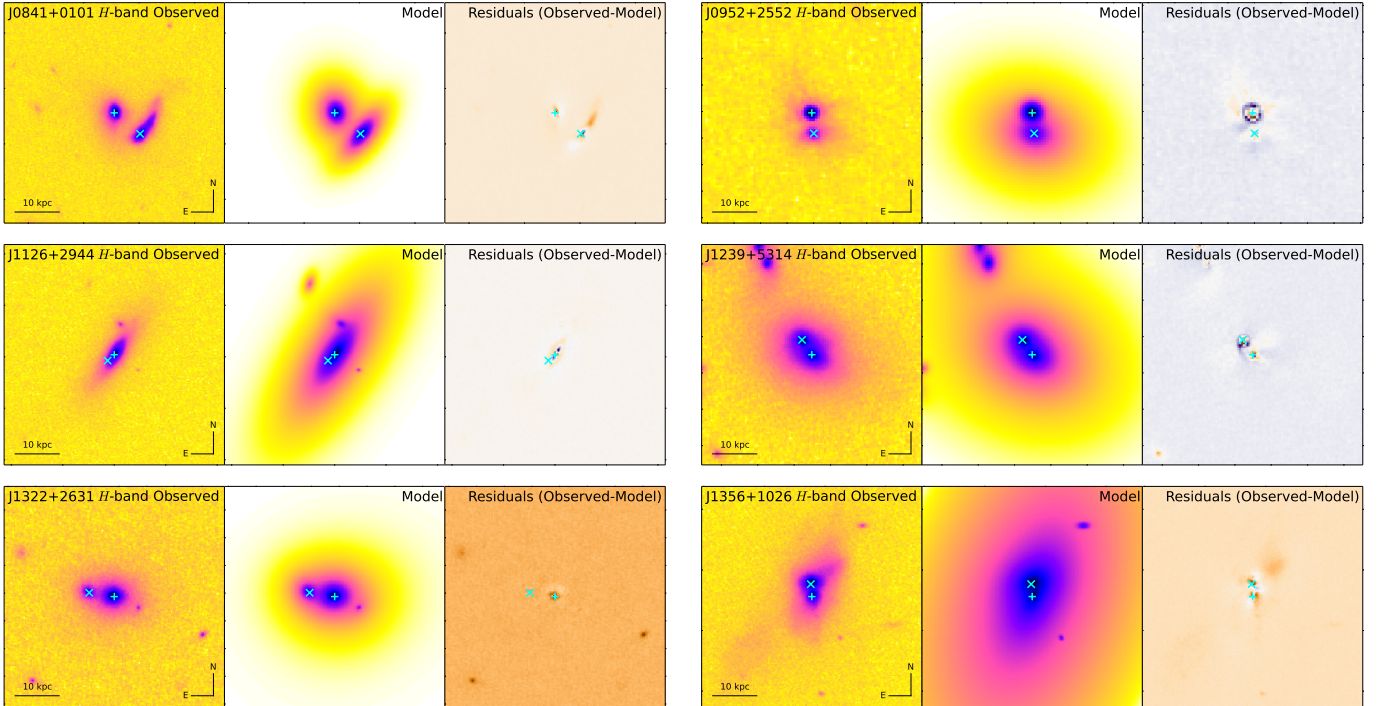 J0841+0101 H-band Observed
Model
Residuals (Observed-Model)
N
E
10 kpc
J0952+2552 H-band Observed
Model
Residuals (Observed-Model)
N
E
10 kpc
J1126+2944 H-band Observed
Model
Residuals (Observed-Model)
N
E
10 kpc
J1239+5314 H-band Observed
Model
Residuals (Observed-Model)
N
E
10 kpc
J1322+2631 H-band Observed
Model
Residuals (Observed-Model)
N
E
10 kpc
J1356+1026 H-band Observed
Model
Residuals (Observed-Model)
N
E
10 kpc